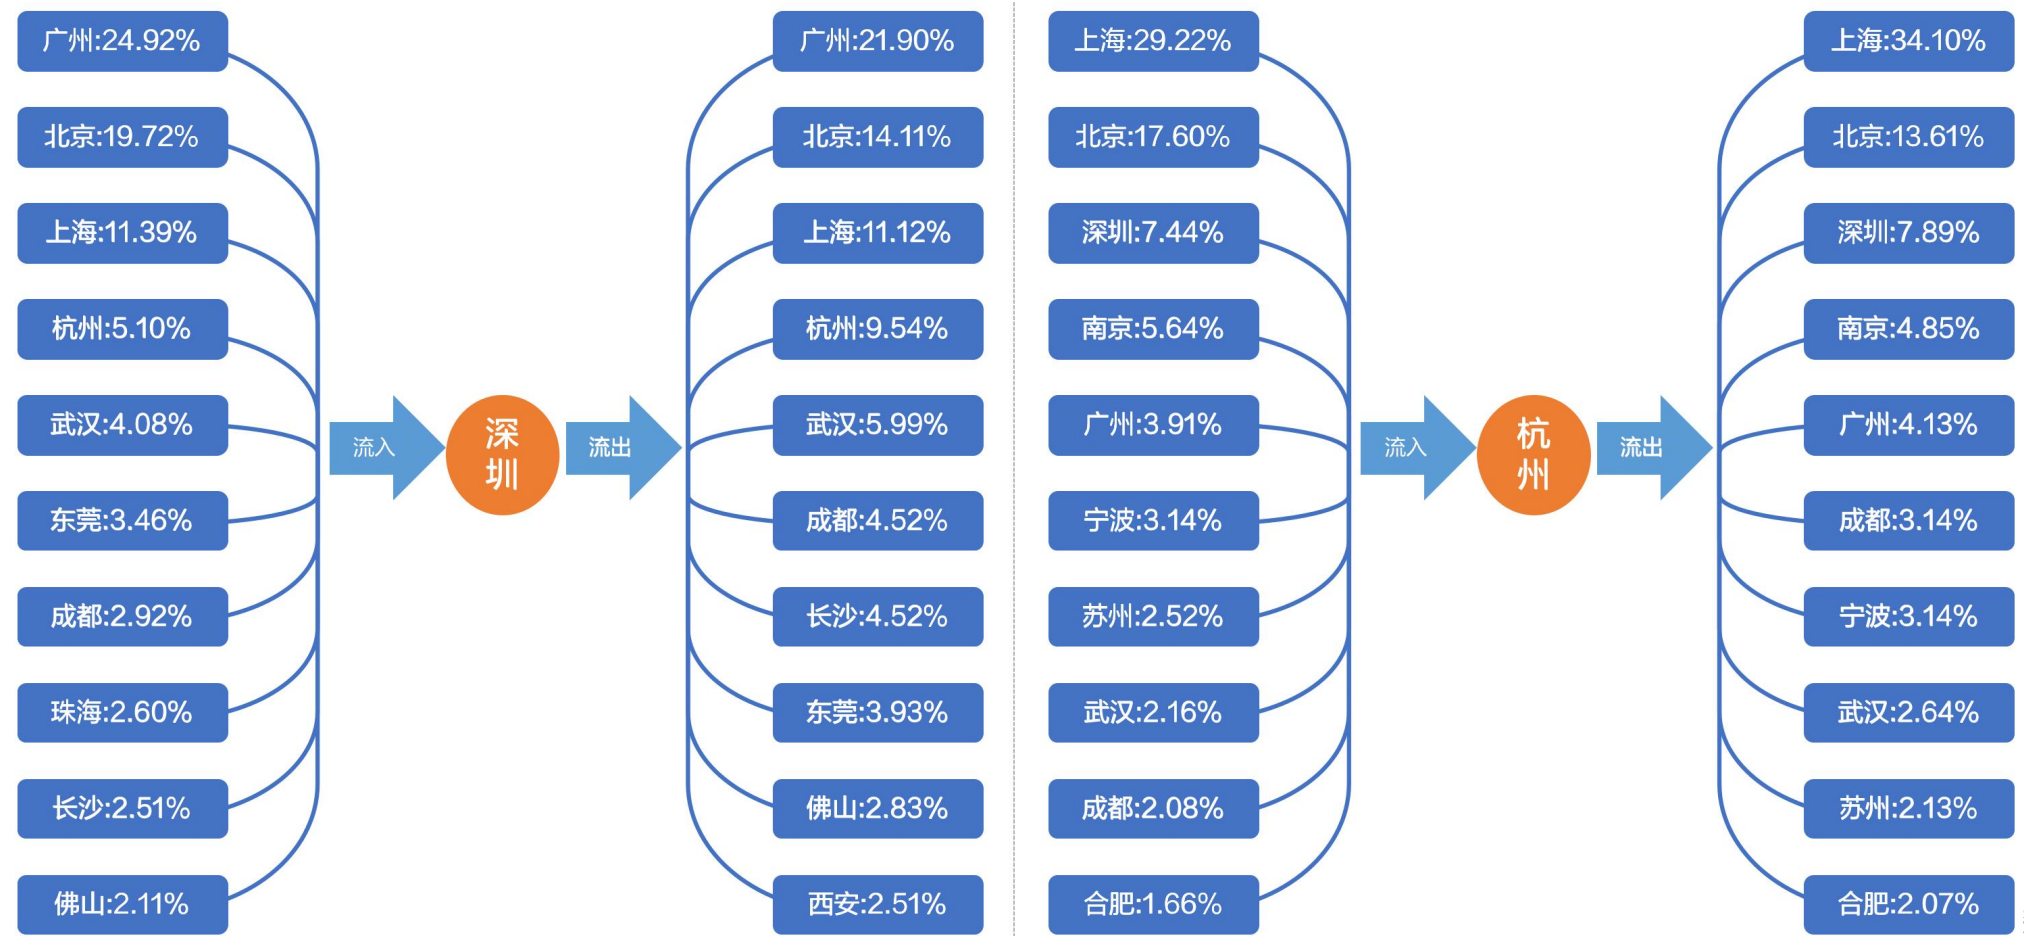 广州:24.92%
北京:19.72%
上海:11.39%
杭州:5.10%
武汉:4.08%
东莞:3.46%
成都:2.92%
珠海:2.60%
长沙:2.51%
佛山:2.11%
流入
深
圳
流出
广州:21.90%
北京:14.11%
上海:11.12%
杭州:9.54%
武汉:5.99%
成都:4.52%
长沙:4.52%
东莞:3.93%
佛山:2.83%
西安:2.51%
上海:29.22%
北京:17.60%
深圳:7.44%
南京:5.64%
广州:3.91%
宁波:3.14%
苏州:2.52%
武汉:2.16%
成都:2.08%
合肥:1.66%
流入
杭
州
流出
上海:34.10%
北京:13.61%
深圳:7.89%
南京:4.85%
广州:4.13%
成都:3.14%
宁波:3.14%
武汉:2.64%
苏州:2.13%
合肥:2.07%